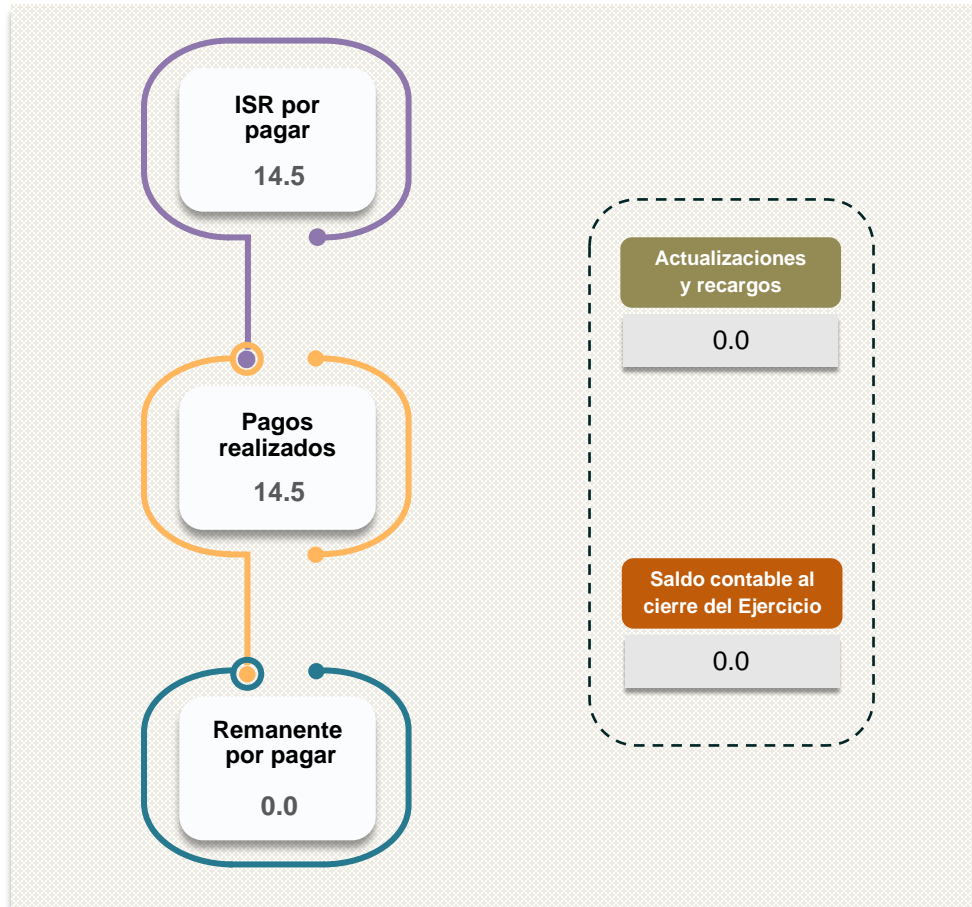 ISR por
pagar
14.5
Pagos
realizados
14.5
Remanente
por pagar
0.0
Actualizaciones
y recargos
0.0
Saldo contable al
cierre del Ejercicio
0.0